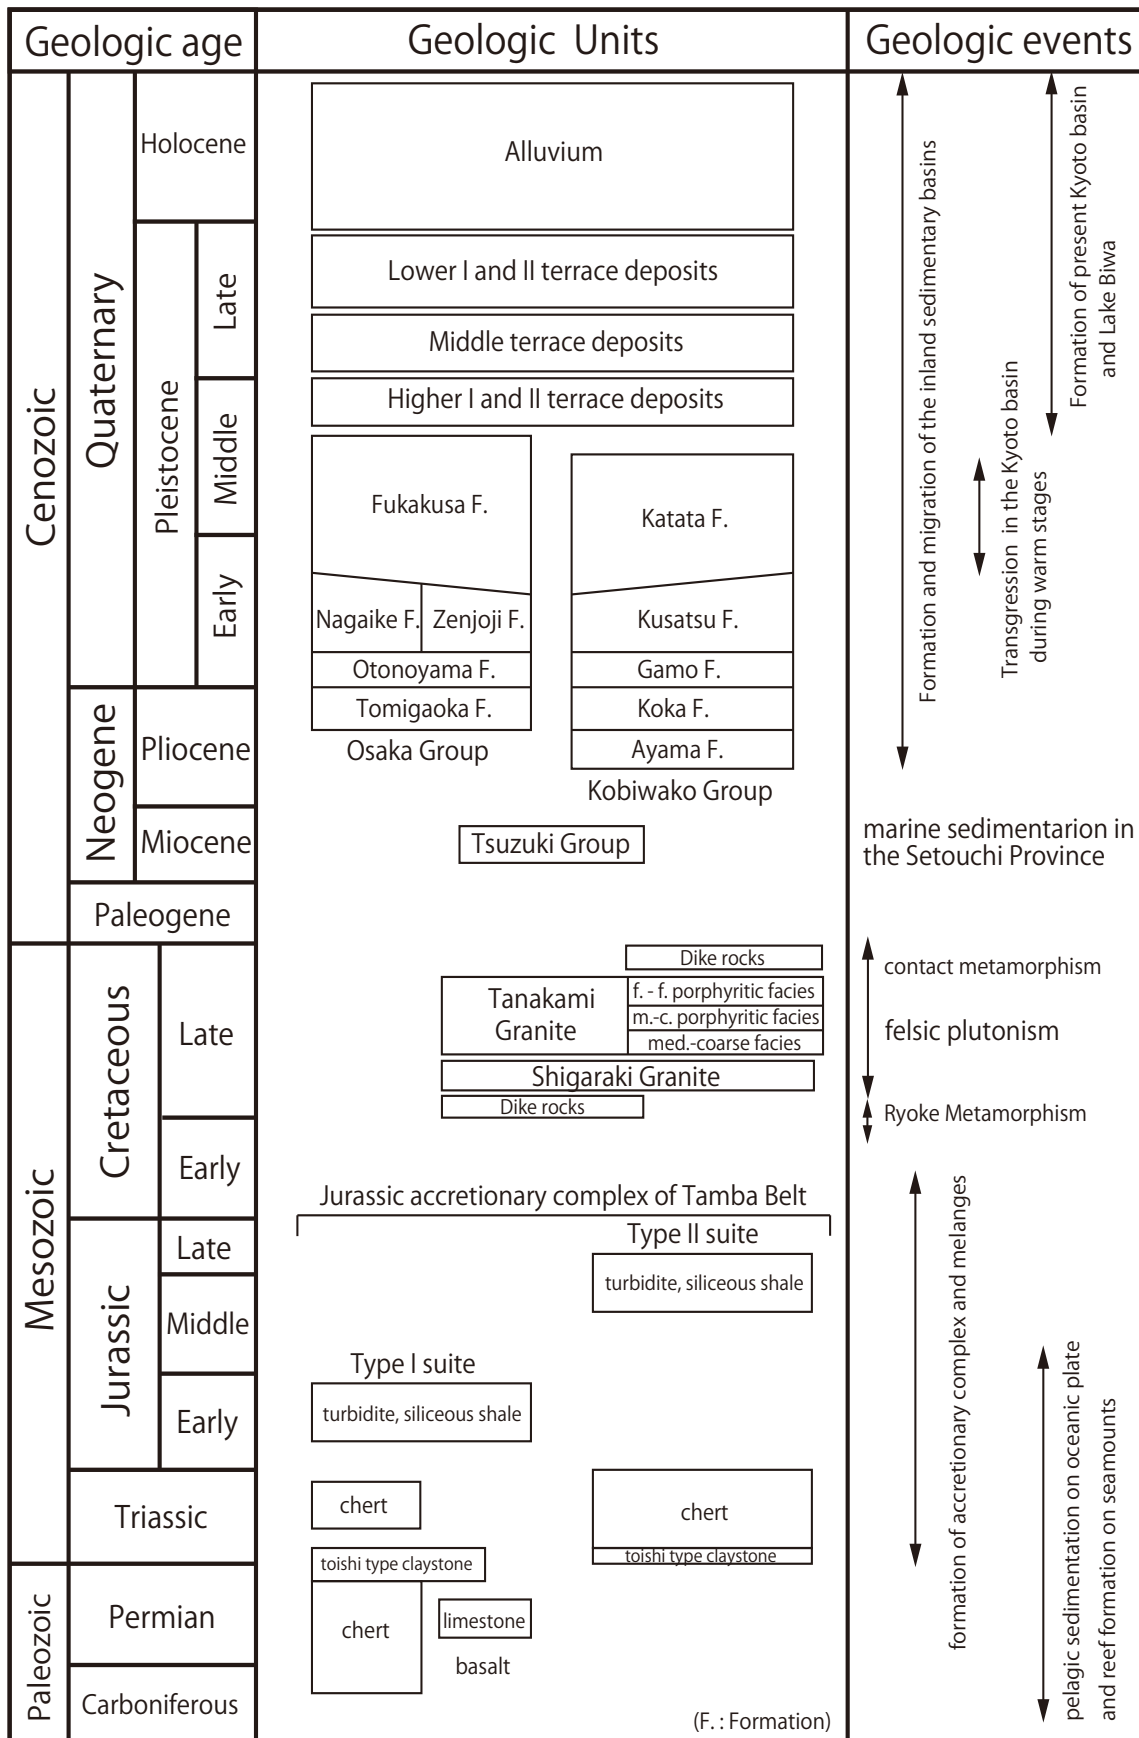 Geologic age
Geologic Units
Geologic events
Cenozoic
Quaternary
Holocene
Pleistocene
Late
Middle
Early
Neogene
Pliocene
Miocene
Paleogene
Mesozoic
Cretaceous
Late
Early
Jurassic
Late
Middle
Early
Triassic
Paleozoic
Permian
Carboniferous
Alluvium
Lower I and II terrace deposits
Middle terrace deposits
Higher I and II terrace deposits
Fukakusa F.
Nagaike F.
Zenjoji F.
Otonoyama F.
Tomigaoka F.
Osaka Group
Katata F.
Kusatsu F.
Gamo F.
Koka F.
Ayama F.
Kobiwako Group
Tsuzuki Group
Dike rocks
Tanakami
Granite
f. - f. porphyritic facies
m.-c. porphyritic facies
med.-coarse facies
Shigaraki Granite
Dike rocks
Jurassic accretionary complex of Tamba Belt
Type II suite
turbidite, siliceous shale
Type I suite
turbidite, siliceous shale
chert
chert
toishi type claystone
toishi type claystone
chert
limestone
basalt
(F. : Formation)
Formation and migration of the inland sedimentary basins
Transgression in the Kyoto basin
during warm stages
Formation of present Kyoto basin
and Lake Biwa
marine sedimentarion in
the Setouchi Province
contact metamorphism
felsic plutonism
Ryoke Metamorphism
formation of accretionary complex and melanges
pelagic sedimentation on oceanic plate
and reef formation on seamounts